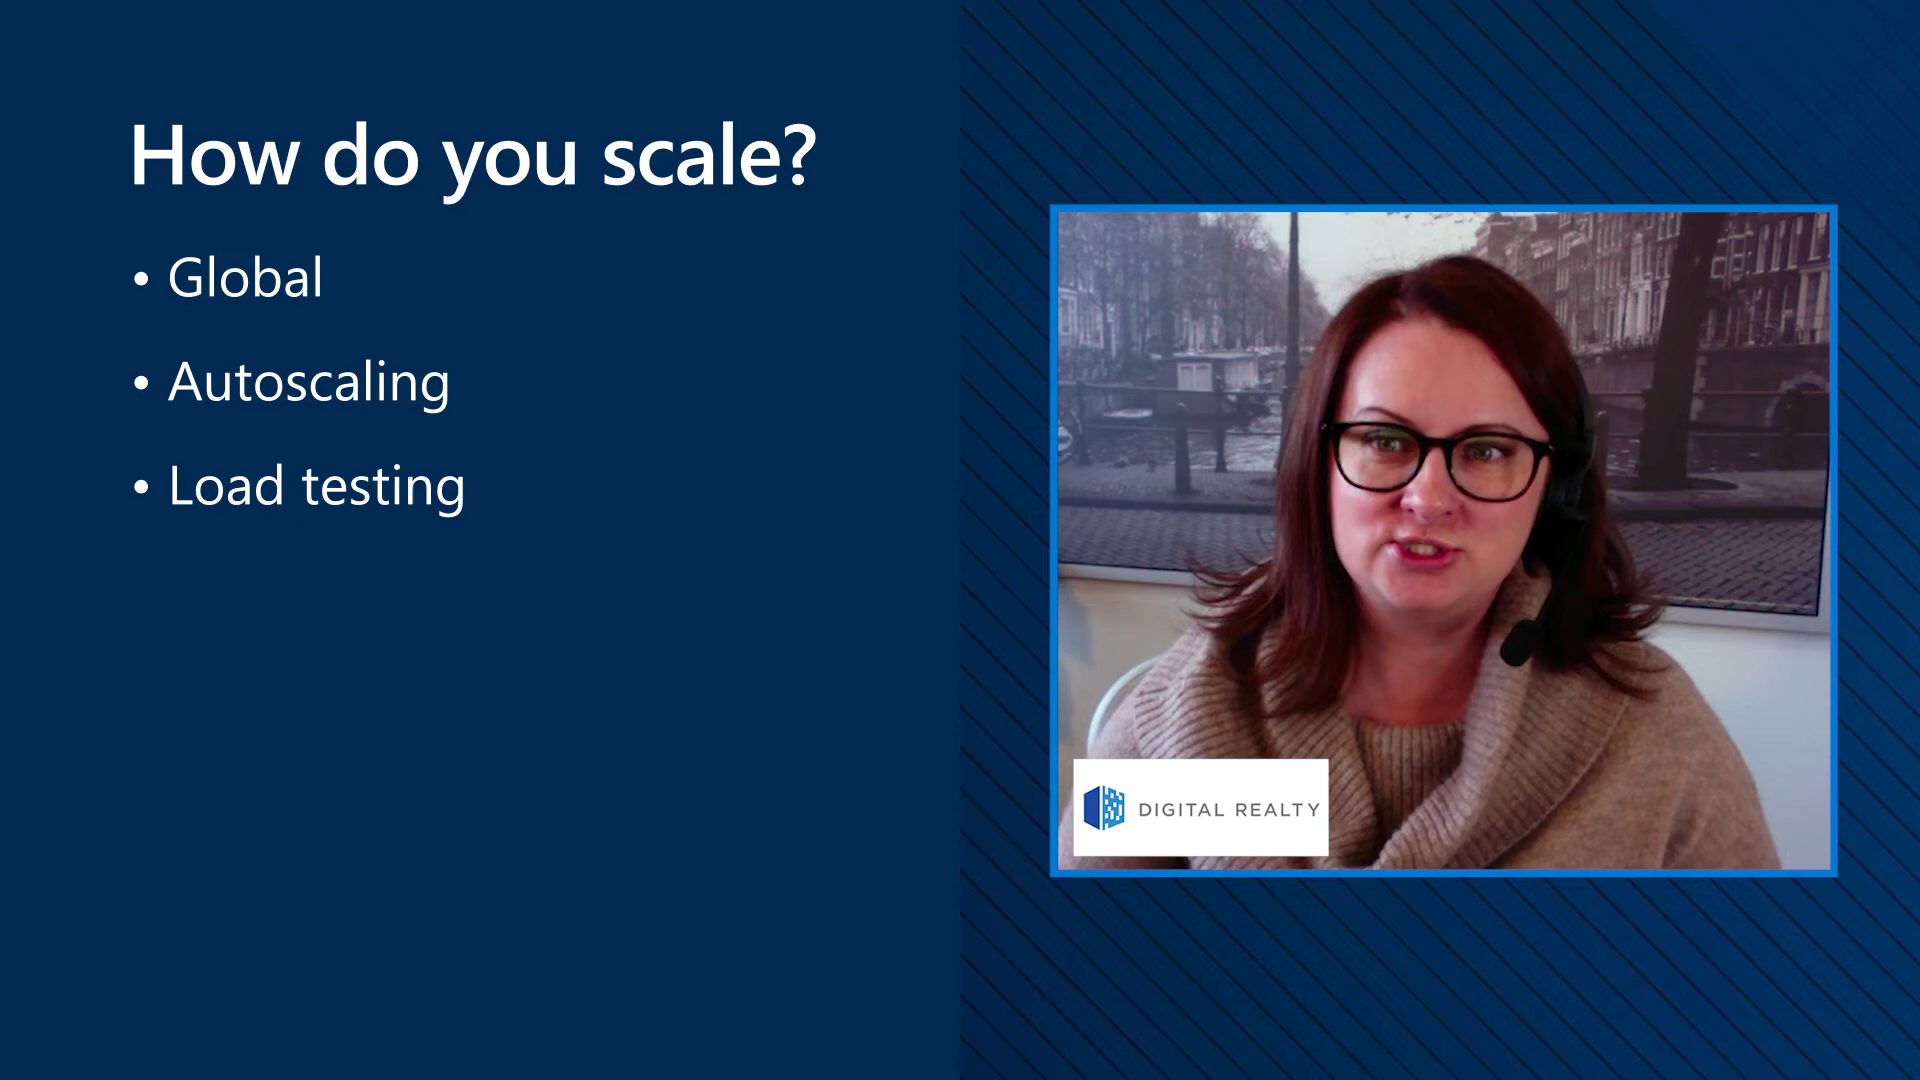 How do you scale?
• Global
• Autoscaling
• Load testing
DIGITAL REALTY